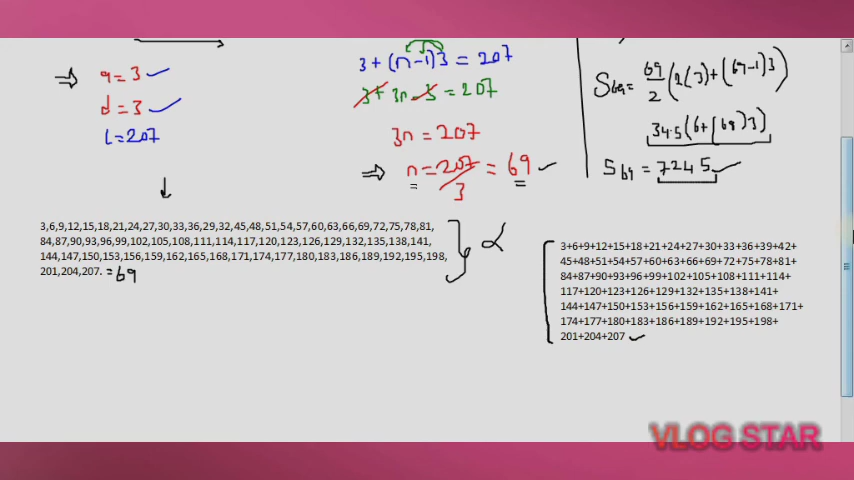 a = 3
d = 3
L = 207
3 + (n-1)3 = 207
3 + 3n - 3 = 207
3n = 207
⇒ n = 207/3 = 69
S69 = 69/2 (2(3) + (69-1)3)
34.5(6+(68)3)
S69 = 7245
3,6,9,12,15,18,21,24,27,30,33,36,29,32,45,48,51,54,57,60,63,66,69,72,75,78,81,
84,87,90,93,96,99,102,105,108,111,114,117,120,123,126,129,132,135,138,141,
144,147,150,153,156,159,162,165,168,171,174,177,180,183,186,189,192,195,198,
201,204,207. = 69
α
3+6+9+12+15+18+21+24+27+30+33+36+39+42+
45+48+51+54+57+60+63+66+69+72+75+78+81+
84+87+90+93+96+99+102+105+108+111+114+
117+120+123+126+129+132+135+138+141+
144+147+150+153+156+159+162+165+168+171+
174+177+180+183+186+189+192+195+198+
201+204+207
VLOG STAR